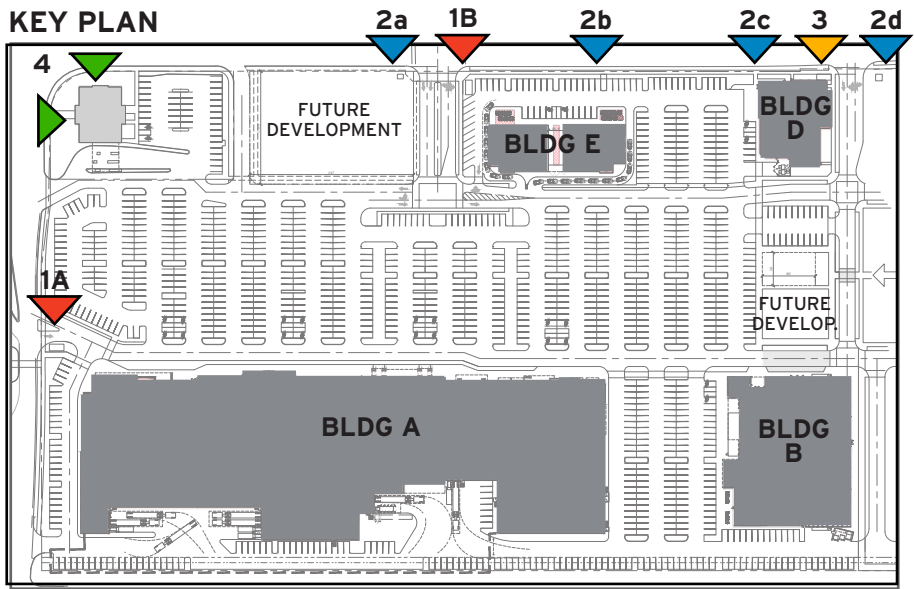 KEY PLAN
2a
1B
2b
2c
3
2d
4
FUTURE
DEVELOPMENT
BLDG E
BLDG
D
1A
FUTURE
DEVELOP.
BLDG A
BLDG
B